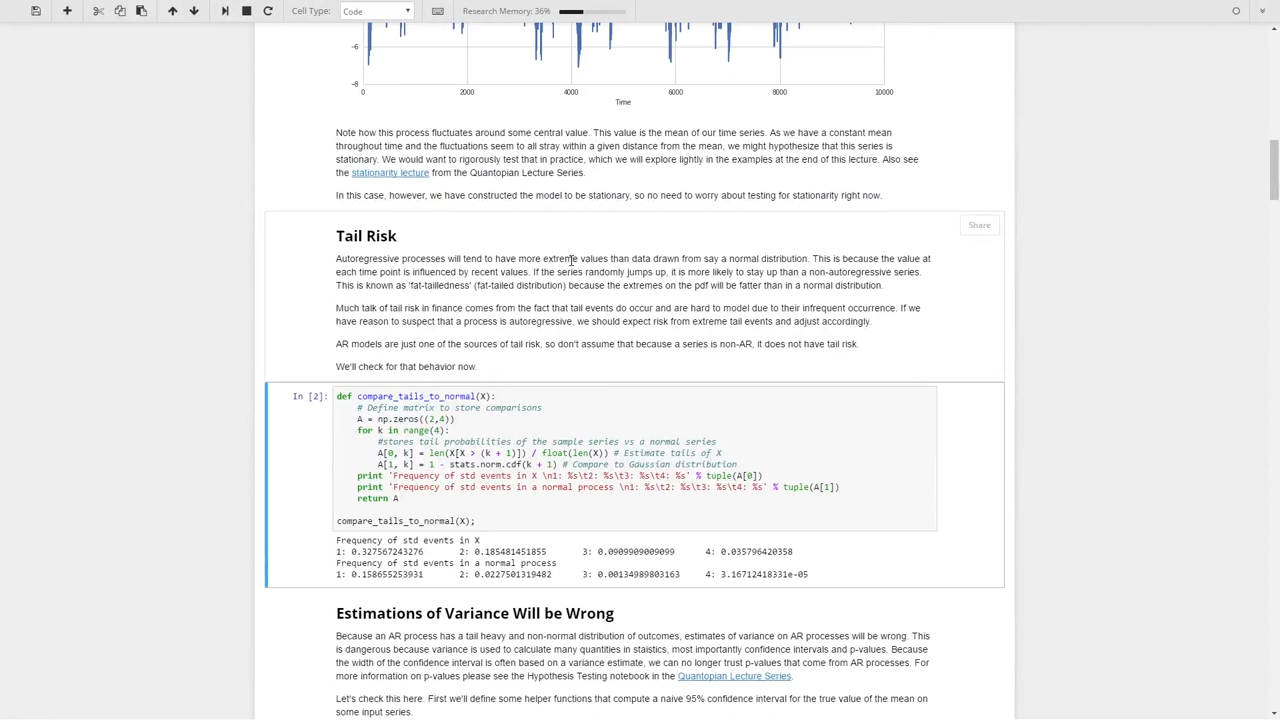 Cell Type: Code Research Memory: 36%
-6
-8
0 2000 4000 6000 8000 10000
Time
Note how this process fluctuates around some central value. This value is the mean of our time series. As we have a constant mean
throughout time and the fluctuations seem to all stray within a given distance from the mean, we might hypothesize that this series is
stationary. We would want to rigorously test that in practice, which we will explore lightly in the examples at the end of this lecture. Also see
the stationarity lecture from the Quantopian Lecture Series.
In this case, however, we have constructed the model to be stationary, so no need to worry about testing for stationarity right now.
Share
Tail Risk
Autoregressive processes will tend to have more extreme values than data drawn from say a normal distribution. This is because the value at
each time point is influenced by recent values. If the series randomly jumps up, it is more likely to stay up than a non-autoregressive series.
This is known as 'fat-tailledness' (fat-tailed distribution) because the extremes on the pdf will be fatter than in a normal distribution.
Much talk of tail risk in finance comes from the fact that tail events do occur and are hard to model due to their infrequent occurrence. If we
have reason to suspect that a process is autoregressive, we should expect risk from extreme tail events and adjust accordingly.
AR models are just one of the sources of tail risk, so don't assume that because a series is non-AR, it does not have tail risk.
We'll check for that behavior now.
In [2]: def compare_tails_to_normal(X):
# Define matrix to store comparisons
A = np.zeros((2,4))
for k in range(4):
#stores tail probabilities of the sample series vs a normal series
A[0, k] = len(X[X > (k + 1)]) / float(len(X)) # Estimate tails of X
A[1, k] = 1 - stats.norm.cdf(k + 1) # Compare to Gaussian distribution
print 'Frequency of std events in X \n1: %s\t2: %s\t3: %s\t4: %s' % tuple(A[0])
print 'Frequency of std events in a normal process \n1: %s\t2: %s\t3: %s\t4: %s' % tuple(A[1])
return A
compare_tails_to_normal(X);
Frequency of std events in X
1: 0.327567243276 2: 0.185481451855 3: 0.0909909009099 4: 0.035796420358
Frequency of std events in a normal process
1: 0.158655253931 2: 0.0227501319482 3: 0.00134989803163 4: 3.16712418331e-05
Estimations of Variance Will be Wrong
Because an AR process has a tail heavy and non-normal distribution of outcomes, estimates of variance on AR processes will be wrong. This
is dangerous because variance is used to calculate many quantities in staistics, most importantly confidence intervals and p-values. Because
the width of the confidence interval is often based on a variance estimate, we can no longer trust p-values that come from AR processes. For
more information on p-values please see the Hypothesis Testing notebook in the Quantopian Lecture Series.
Let's check this here. First we'll define some helper functions that compute a naive 95% confidence interval for the true value of the mean on
some input series.